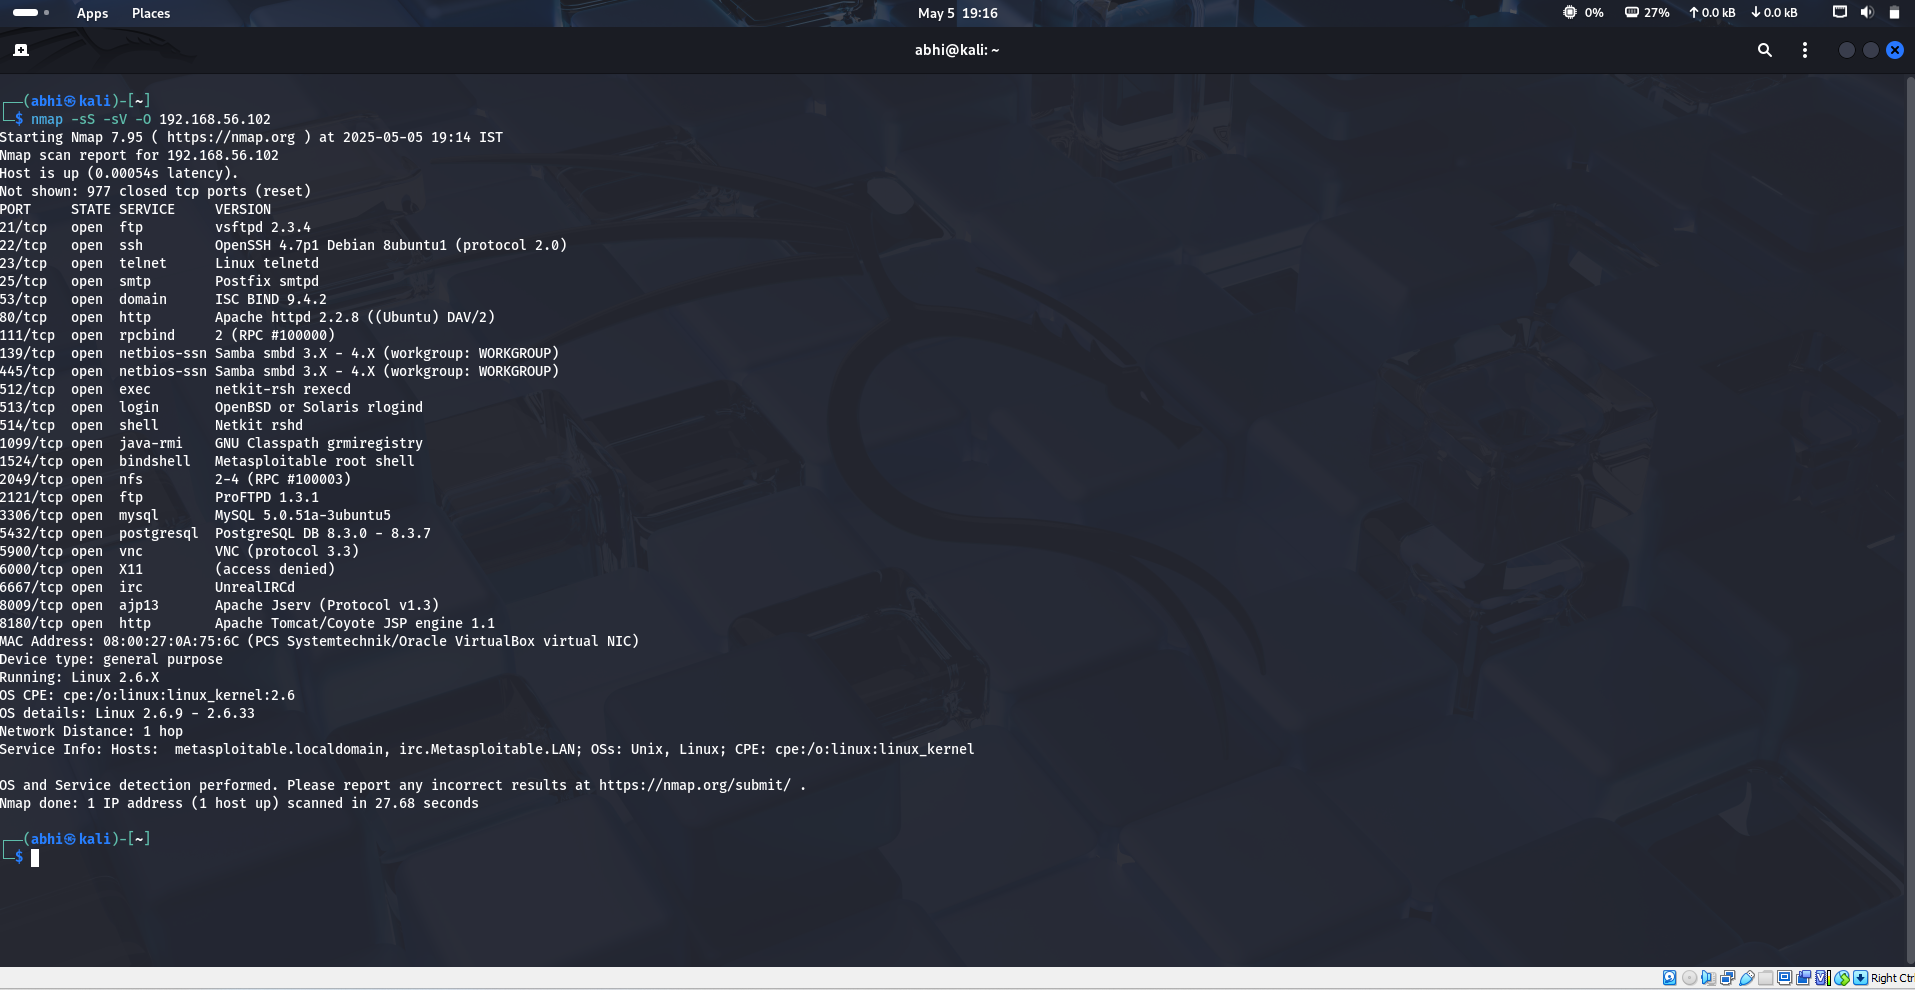 Apps Places May 5 19:16 0% 27% 0.0 kB 0.0 kB
abhi@kali: ~
┌──(abhi㉿kali)-[~]
└─$ nmap -sS -sV -O 192.168.56.102
Starting Nmap 7.95 ( https://nmap.org ) at 2025-05-05 19:14 IST
Nmap scan report for 192.168.56.102
Host is up (0.00054s latency).
Not shown: 977 closed tcp ports (reset)
PORT     STATE SERVICE     VERSION
21/tcp   open  ftp         vsftpd 2.3.4
22/tcp   open  ssh         OpenSSH 4.7p1 Debian 8ubuntu1 (protocol 2.0)
23/tcp   open  telnet      Linux telnetd
25/tcp   open  smtp        Postfix smtpd
53/tcp   open  domain      ISC BIND 9.4.2
80/tcp   open  http        Apache httpd 2.2.8 ((Ubuntu) DAV/2)
111/tcp  open  rpcbind     2 (RPC #100000)
139/tcp  open  netbios-ssn Samba smbd 3.X - 4.X (workgroup: WORKGROUP)
445/tcp  open  netbios-ssn Samba smbd 3.X - 4.X (workgroup: WORKGROUP)
512/tcp  open  exec        netkit-rsh rexecd
513/tcp  open  login       OpenBSD or Solaris rlogind
514/tcp  open  shell       Netkit rshd
1099/tcp open  java-rmi    GNU Classpath grmiregistry
1524/tcp open  bindshell   Metasploitable root shell
2049/tcp open  nfs         2-4 (RPC #100003)
2121/tcp open  ftp         ProFTPD 1.3.1
3306/tcp open  mysql       MySQL 5.0.51a-3ubuntu5
5432/tcp open  postgresql  PostgreSQL DB 8.3.0 - 8.3.7
5900/tcp open  vnc         VNC (protocol 3.3)
6000/tcp open  X11         (access denied)
6667/tcp open  irc         UnrealIRCd
8009/tcp open  ajp13       Apache Jserv (Protocol v1.3)
8180/tcp open  http        Apache Tomcat/Coyote JSP engine 1.1
MAC Address: 08:00:27:0A:75:6C (PCS Systemtechnik/Oracle VirtualBox virtual NIC)
Device type: general purpose
Running: Linux 2.6.X
OS CPE: cpe:/o:linux:linux_kernel:2.6
OS details: Linux 2.6.9 - 2.6.33
Network Distance: 1 hop
Service Info: Hosts:  metasploitable.localdomain, irc.Metasploitable.LAN; OSs: Unix, Linux; CPE: cpe:/o:linux:linux_kernel
OS and Service detection performed. Please report any incorrect results at https://nmap.org/submit/ .
Nmap done: 1 IP address (1 host up) scanned in 27.68 seconds
┌──(abhi㉿kali)-[~]
└─$
Right Ctrl